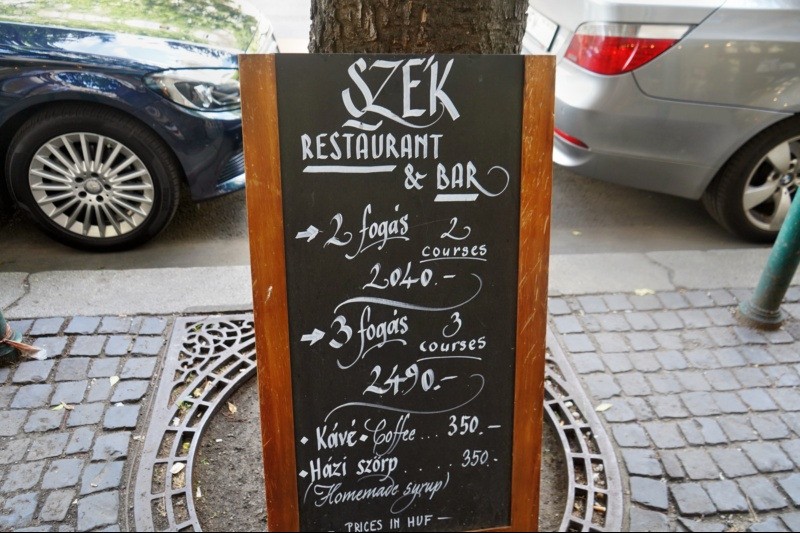 SZÉK
RESTAURANT
& BAR
→ 2 fogás 2 courses
2040.-
→ 3 fogás 3 courses
2490.-
• Kávé • Coffee... 350.-
• Házi szörp...... 350.-
(Homemade syrup)
- PRICES IN HUF -